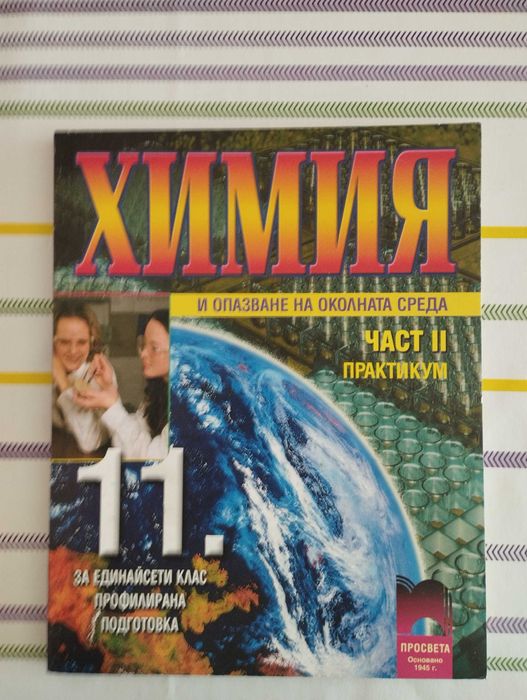 ХИМИЯ
И ОПАЗВАНЕ НА ОКОЛНАТА СРЕДА
ЧАСТ II
ПРАКТИКУМ
11.
ЗА ЕДИНАЙСЕТИ КЛАС
ПРОФИЛИРАНА
ПОДГОТОВКА
ПРОСВЕТА
Основано
1945 г.